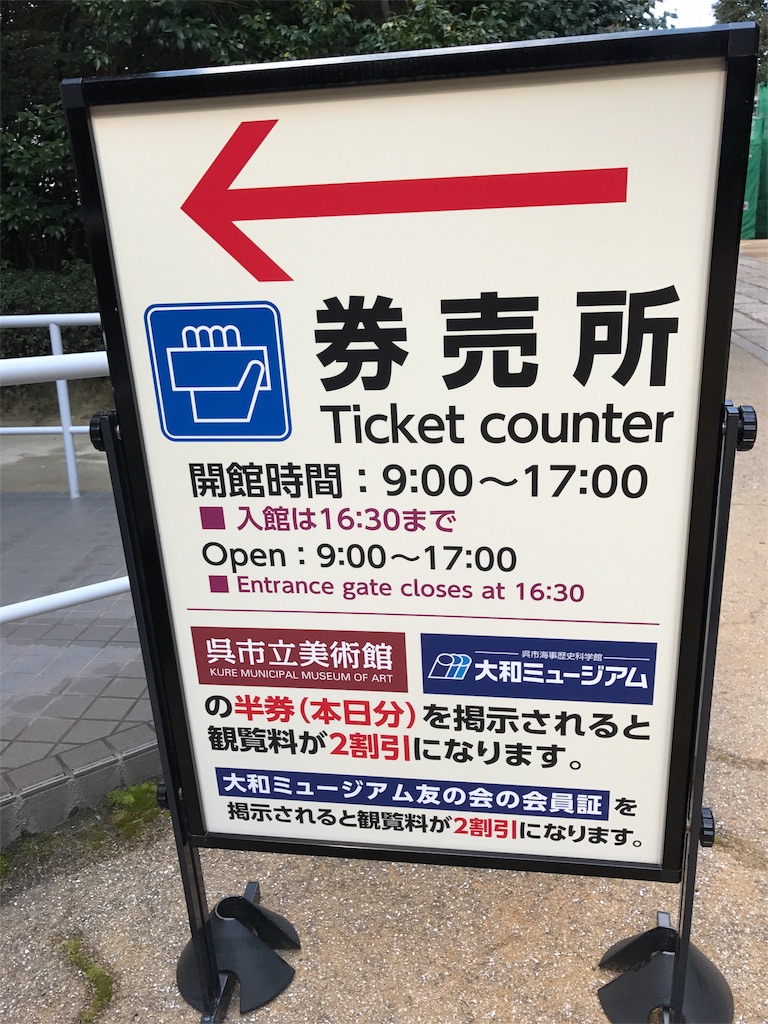 券売所
Ticket counter
開館時間：9:00～17:00
■ 入館は16:30まで
Open：9:00～17:00
■ Entrance gate closes at 16:30
呉市立美術館
KURE MUNICIPAL MUSEUM OF ART
呉市海事歴史科学館
大和ミュージアム
の半券（本日分）を掲示されると
観覧料が2割引になります。
大和ミュージアム友の会の会員証を
掲示されると観覧料が2割引になります。